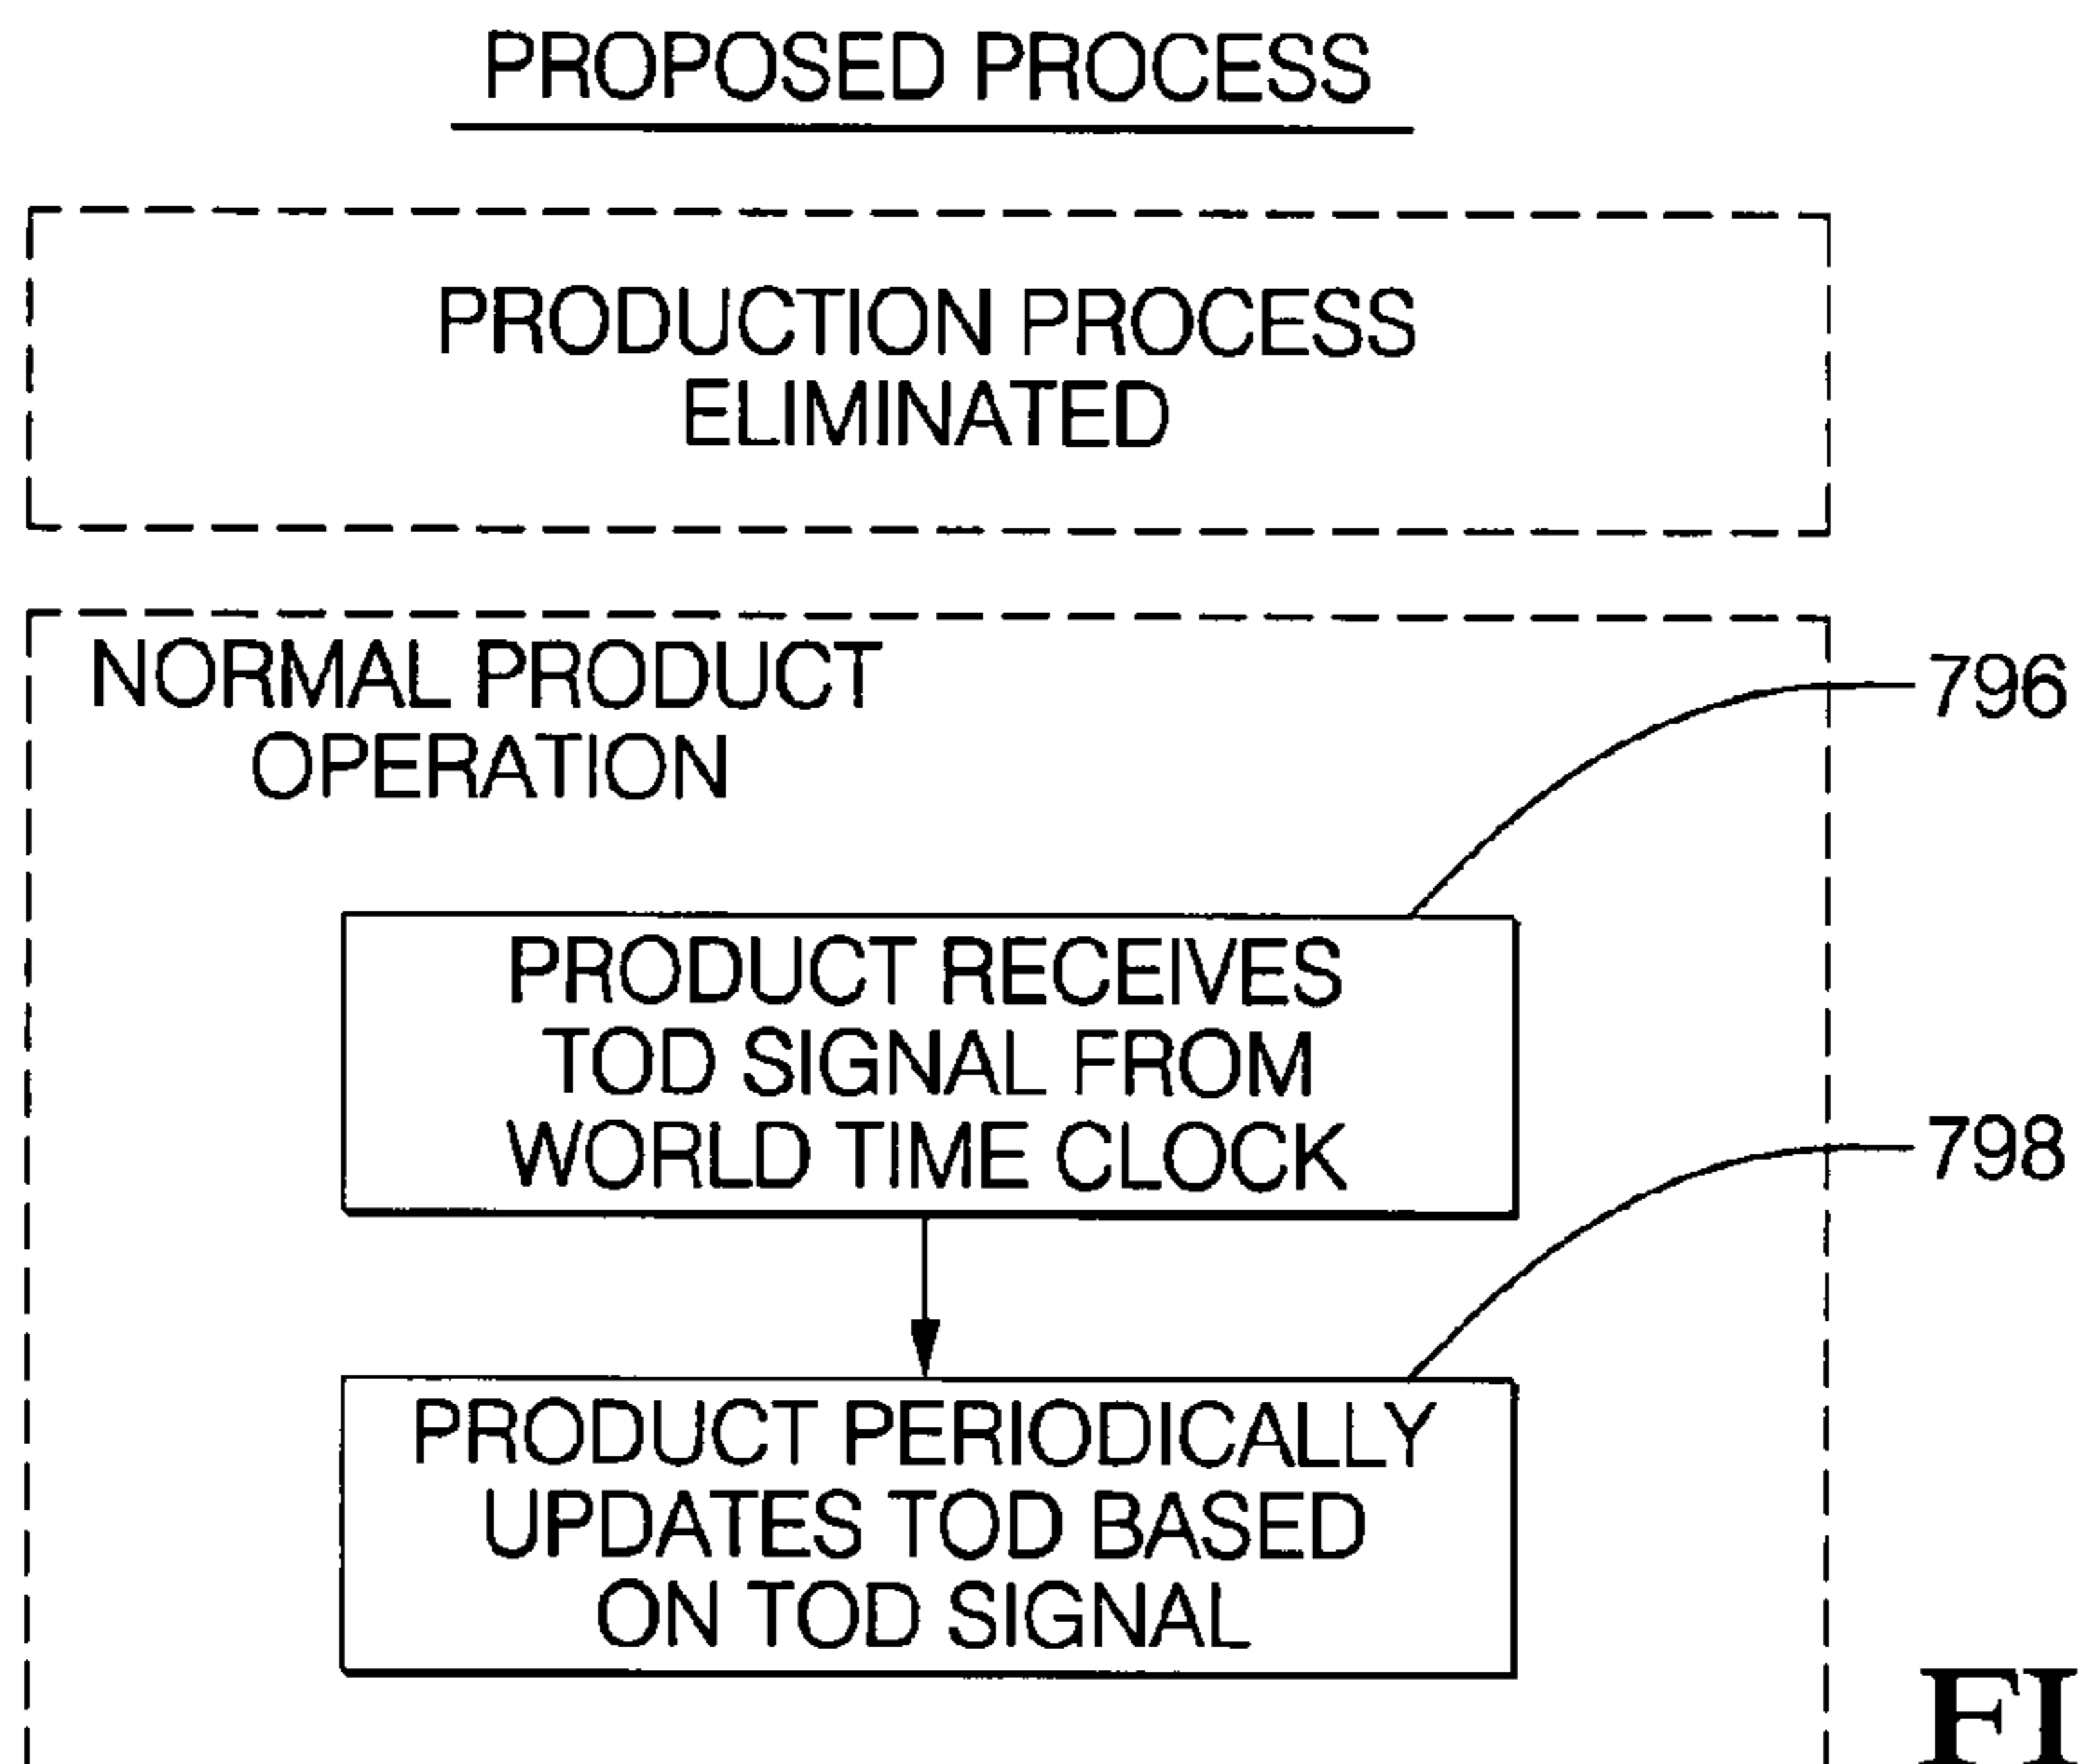 PROPOSED PROCESS
PRODUCTION PROCESS
ELIMINATED
NORMAL PRODUCT
OPERATION
796
PRODUCT RECEIVES
TOD SIGNAL FROM
WORLD TIME CLOCK
798
PRODUCT PERIODICALLY
UPDATES TOD BASED
ON TOD SIGNAL